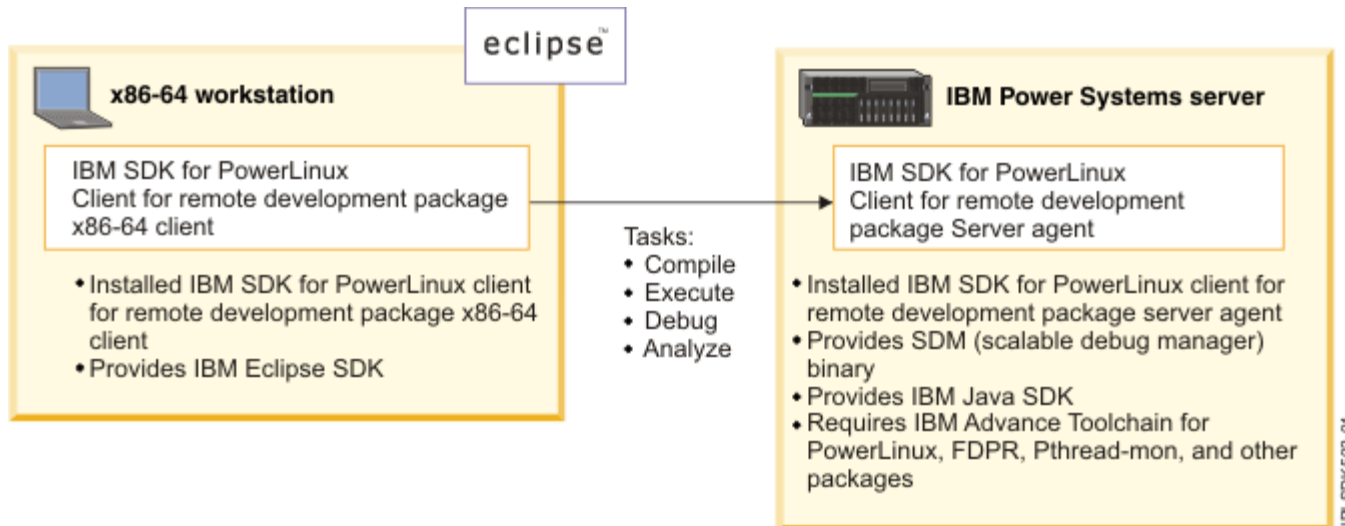 eclipse™
x86-64 workstation
IBM SDK for PowerLinux
Client for remote development package
x86-64 client
• Installed IBM SDK for PowerLinux client
for remote development package x86-64
client
• Provides IBM Eclipse SDK
Tasks:
• Compile
• Execute
• Debug
• Analyze
IBM Power Systems server
IBM SDK for PowerLinux
Client for remote development
package Server agent
• Installed IBM SDK for PowerLinux client for
remote development package server agent
• Provides SDM (scalable debug manager)
binary
• Provides IBM Java SDK
• Requires IBM Advance Toolchain for
PowerLinux, FDPR, Pthread-mon, and other
packages